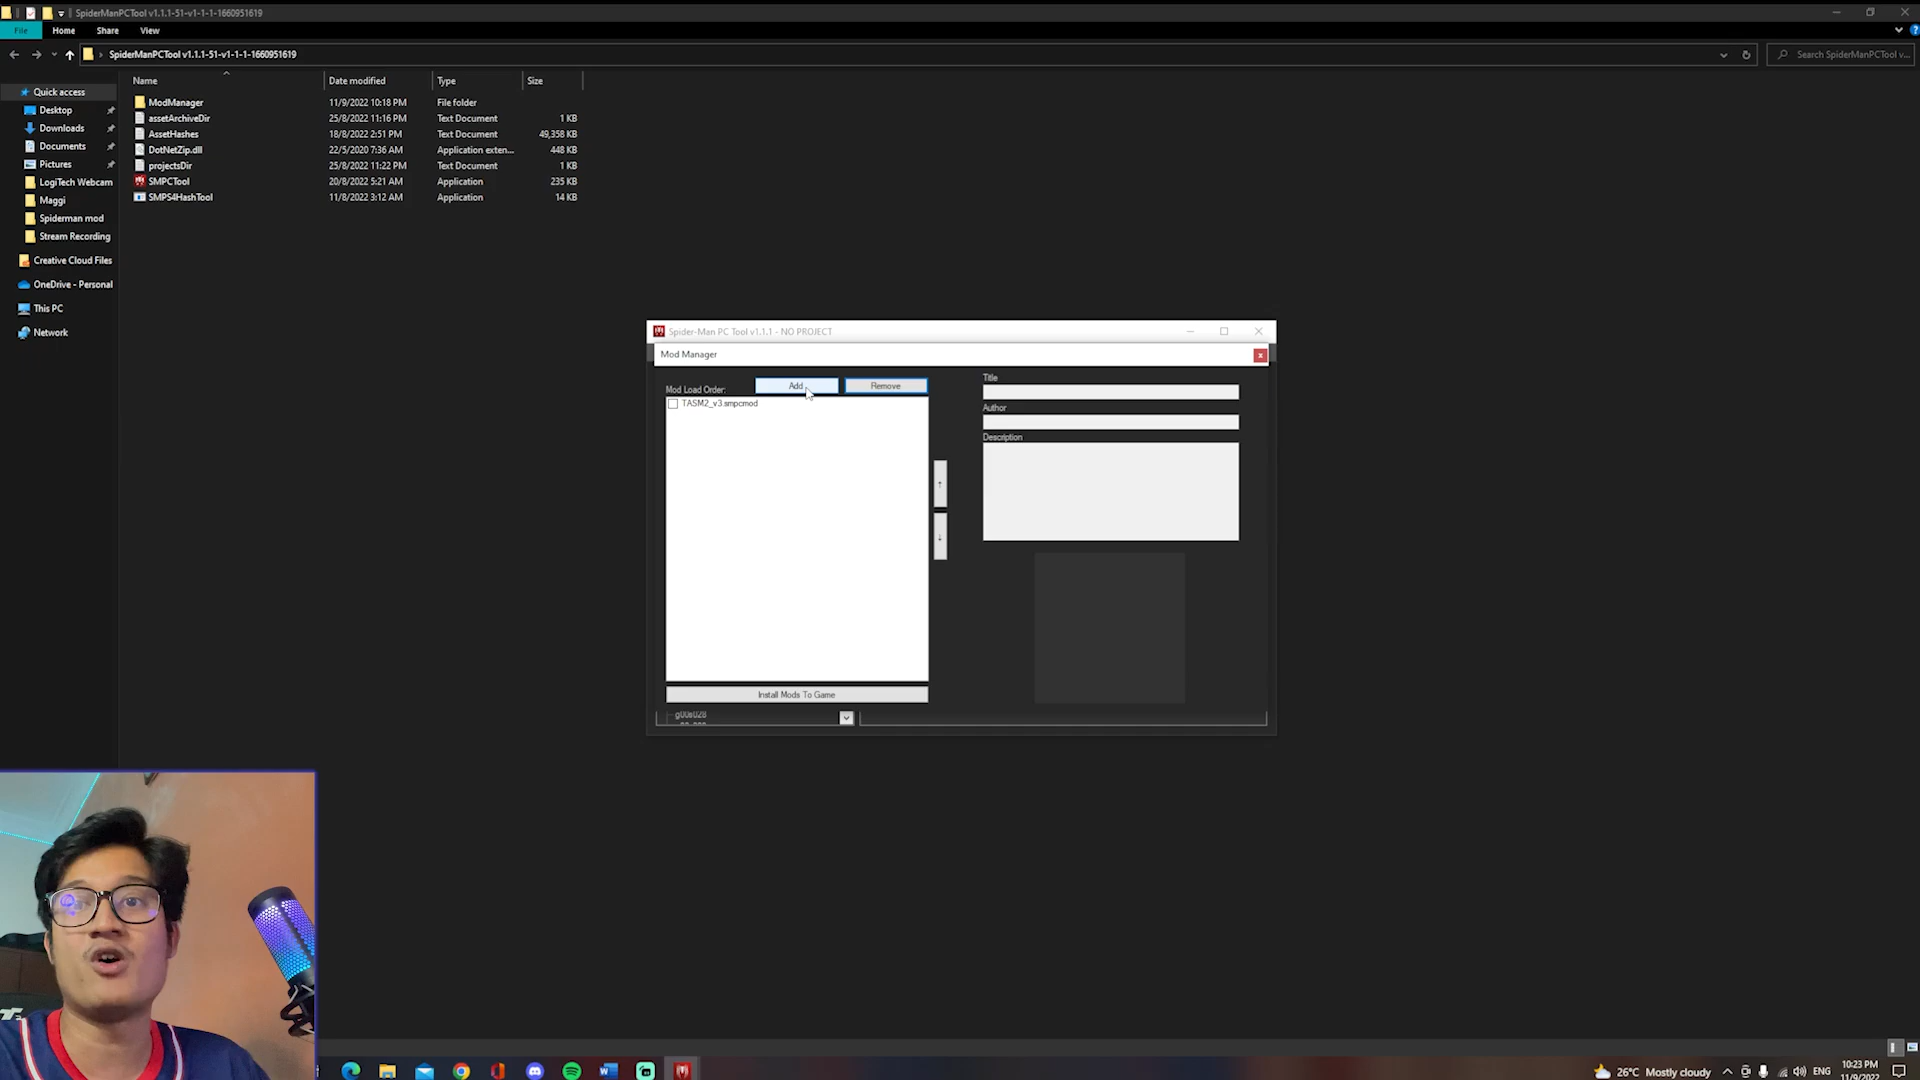 SpiderManPCTool v1.1.1-51-v1-1-1-1660951619
File Home Share View
SpiderManPCTool v1.1.1-51-v1-1-1-1660951619
Search SpiderManPCTool v...
Name Date modified Type Size
Quick access
Desktop
Downloads
Documents
Pictures
LogiTech Webcam
Maggi
Spiderman mod
Stream Recording
Creative Cloud Files
OneDrive - Personal
This PC
Network
ModManager 11/9/2022 10:18 PM File folder
assetArchiveDir 25/8/2022 11:16 PM Text Document 1 KB
AssetHashes 18/8/2022 2:51 PM Text Document 49,358 KB
DotNetZip.dll 22/5/2020 7:36 AM Application exten... 448 KB
projectsDir 25/8/2022 11:22 PM Text Document 1 KB
SMPCTool 20/8/2022 5:21 AM Application 235 KB
SMPS4HashTool 11/8/2022 3:12 AM Application 14 KB
Spider-Man PC Tool v1.1.1 - NO PROJECT
Mod Manager
Mod Load Order: Add Remove
TASM2_v3.smpcmod
Title
Author
Description
Install Mods To Game
g00s028
26°C Mostly cloudy
ENG
10:23 PM
11/9/2022